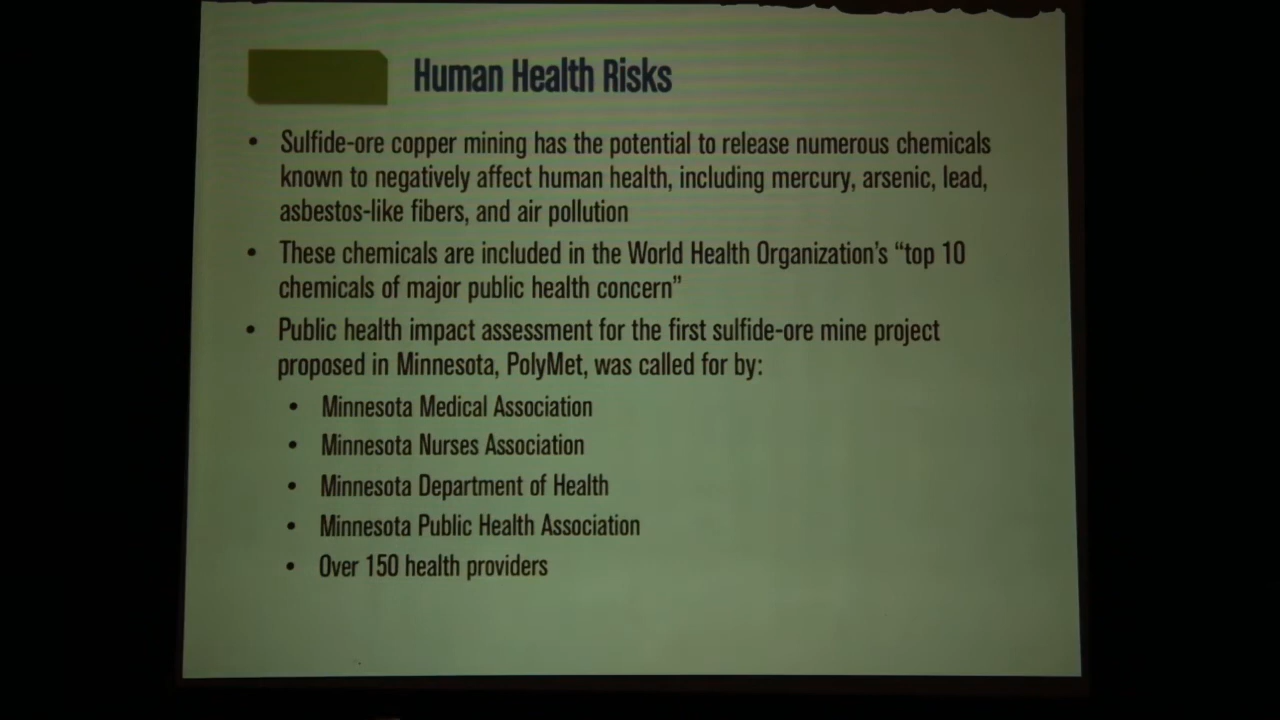 Human Health Risks
• Sulfide-ore copper mining has the potential to release numerous chemicals
known to negatively affect human health, including mercury, arsenic, lead,
asbestos-like fibers, and air pollution
• These chemicals are included in the World Health Organization's “top 10
chemicals of major public health concern”
• Public health impact assessment for the first sulfide-ore mine project
proposed in Minnesota, PolyMet, was called for by:
• Minnesota Medical Association
• Minnesota Nurses Association
• Minnesota Department of Health
• Minnesota Public Health Association
• Over 150 health providers